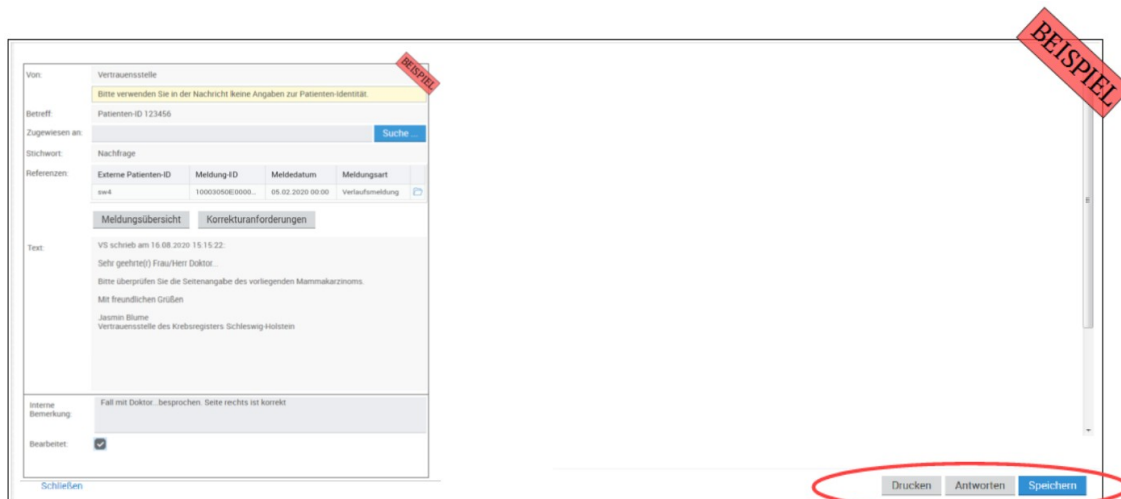 BEISPIEL
BEISPIEL
Von: Vertrauensstelle
Bitte verwenden Sie in der Nachricht keine Angaben zur Patienten-Identität.
Betreff: Patienten-ID 123456
Zugewiesen an: Suche ...
Stichwort: Nachfrage
Referenzen: Externe Patienten-ID Meldung-ID Meldedatum Meldungsart
sw4 05.02.2020 00:00 Verlaufsmeldung
Meldungsübersicht Korrekturanforderungen
Text: VS schrieb am 16.08.2020 15:15:22:
Sehr geehrte(r) Frau/Herr Doktor...
Bitte überprüfen Sie die Seitenangabe des vorliegenden Mammakarzinoms.
Mit freundlichen Grüßen
Jasmin Blume
Vertrauensstelle des Krebsregisters Schleswig-Holstein
Interne Fall mit Doktor...besprochen. Seite rechts ist korrekt
Bemerkung:
Bearbeitet:
Schließen Drucken Antworten Speichern